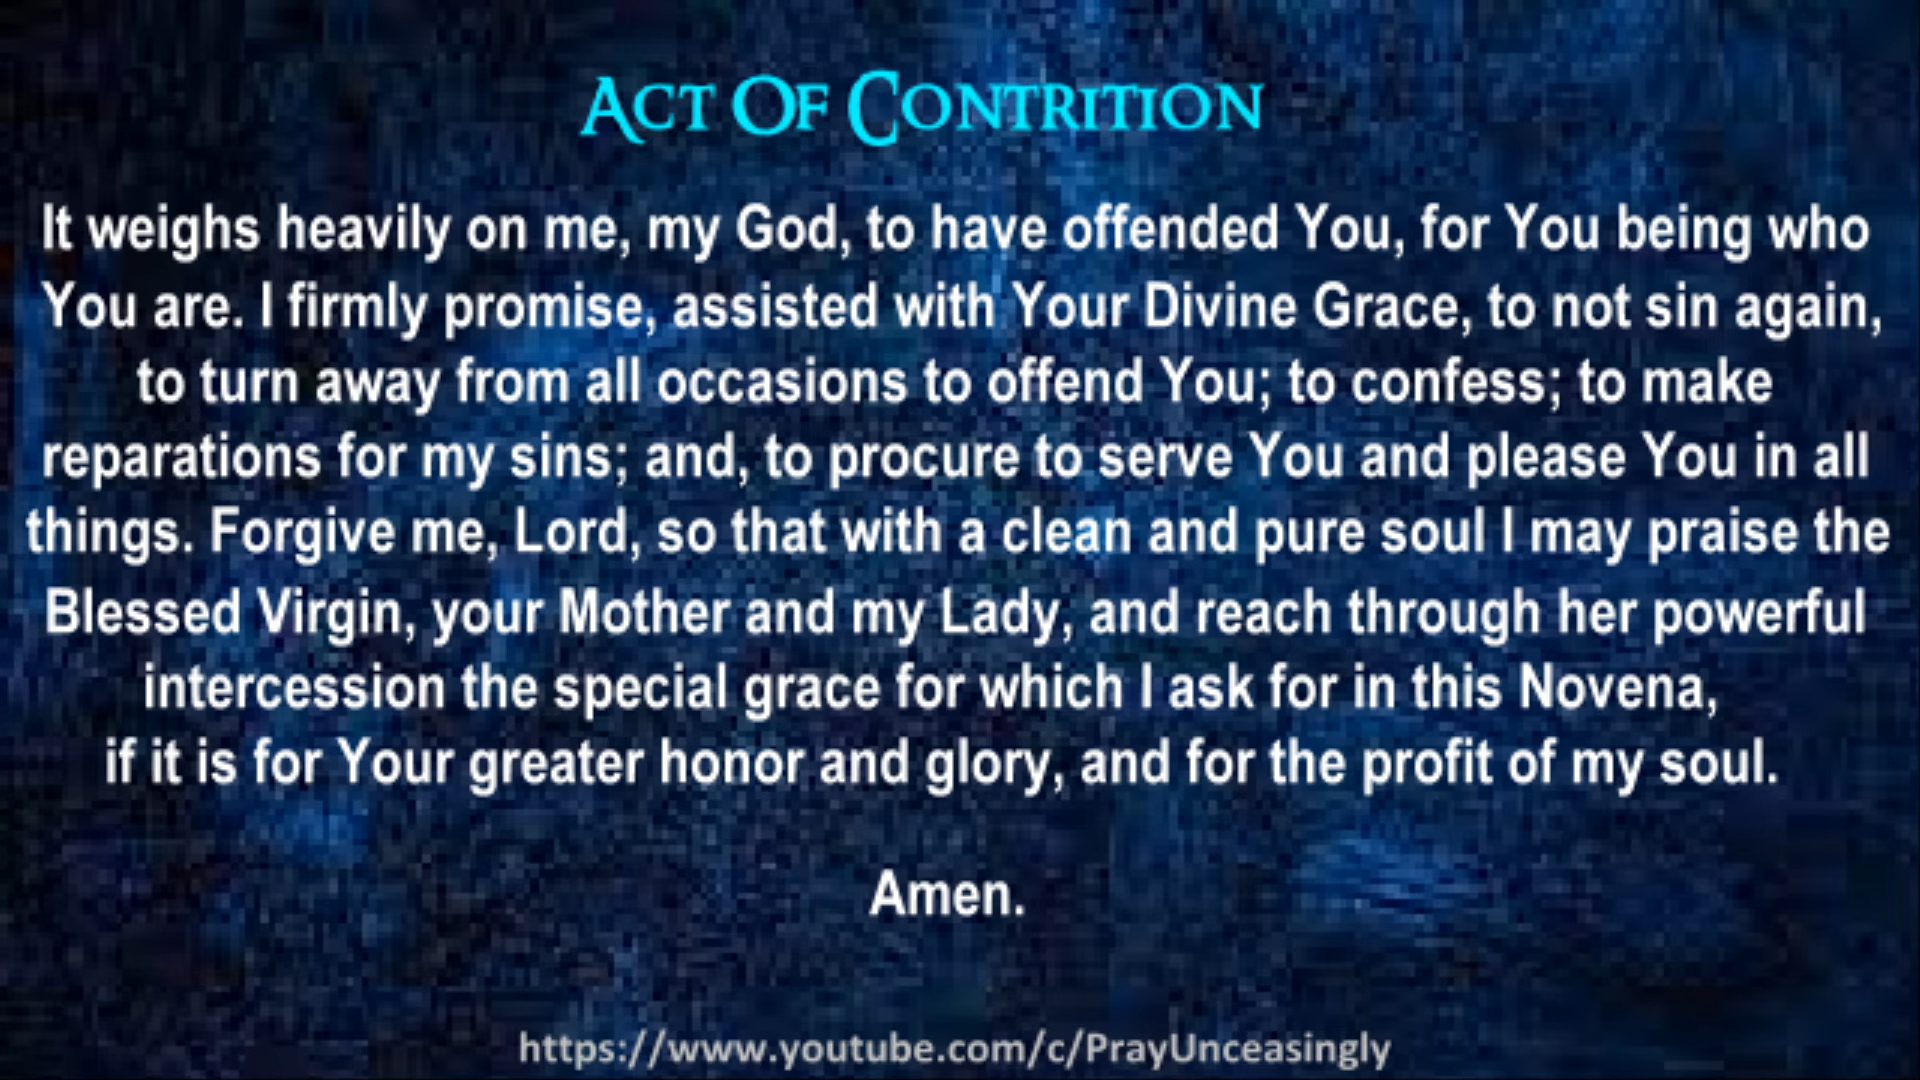 Act Of Contrition
It weighs heavily on me, my God, to have offended You, for You being who
You are. I firmly promise, assisted with Your Divine Grace, to not sin again,
to turn away from all occasions to offend You; to confess; to make
reparations for my sins; and, to procure to serve You and please You in all
things. Forgive me, Lord, so that with a clean and pure soul I may praise the
Blessed Virgin, your Mother and my Lady, and reach through her powerful
intercession the special grace for which I ask for in this Novena,
if it is for Your greater honor and glory, and for the profit of my soul.
Amen.
https://www.youtube.com/c/PrayUnceasingly